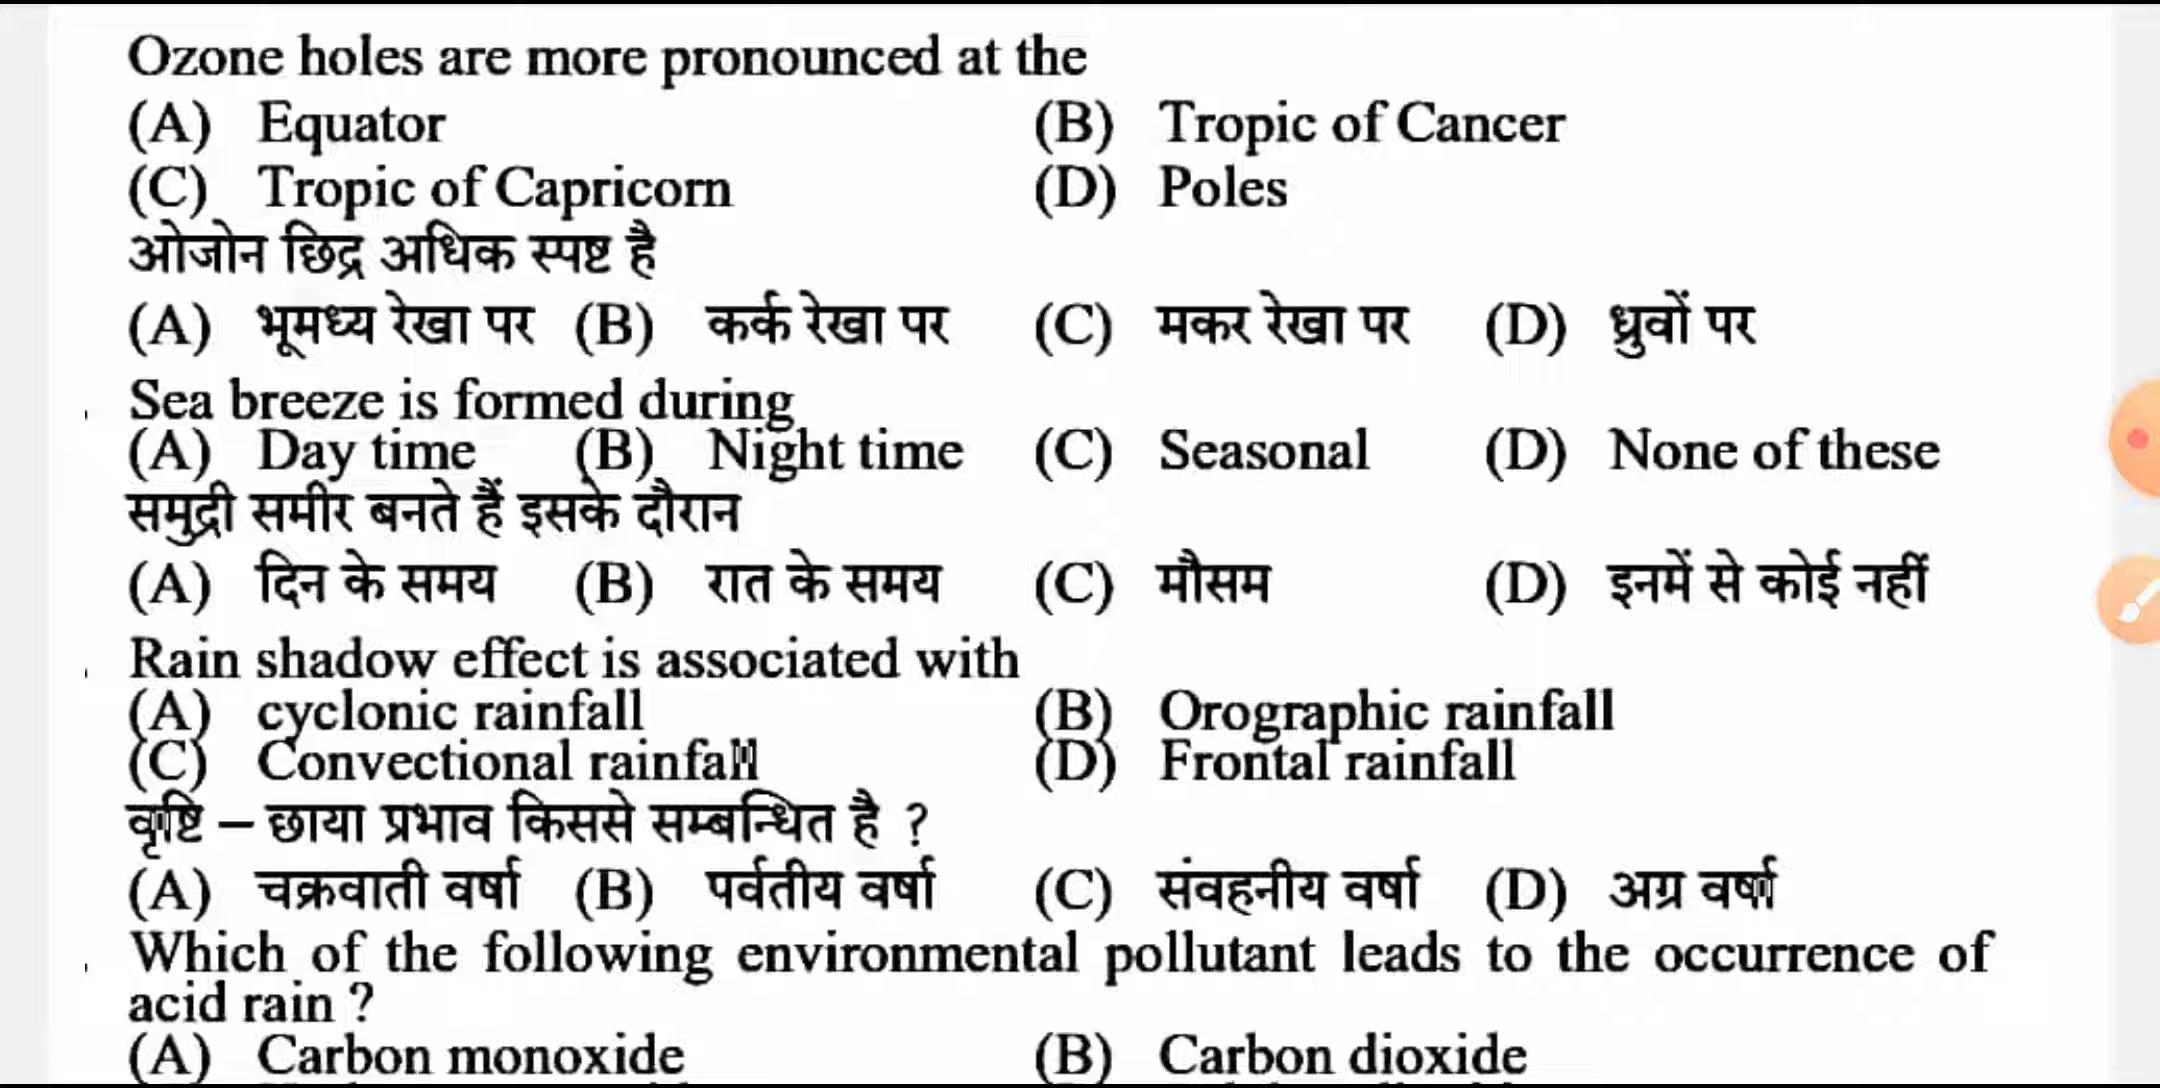 Ozone holes are more pronounced at the
(A) Equator (B) Tropic of Cancer
(C) Tropic of Capricorn (D) Poles
ओजोन छिद्र अधिक स्पष्ट है
(A) भूमध्य रेखा पर (B) कर्क रेखा पर (C) मकर रेखा पर (D) ध्रुवों पर
Sea breeze is formed during
(A) Day time (B) Night time (C) Seasonal (D) None of these
समुद्री समीर बनते हैं इसके दौरान
(A) दिन के समय (B) रात के समय (C) मौसम (D) इनमें से कोई नहीं
Rain shadow effect is associated with
(A) cyclonic rainfall (B) Orographic rainfall
(C) Convectional rainfall (D) Frontal rainfall
वृष्टि – छाया प्रभाव किससे सम्बन्धित है ?
(A) चक्रवाती वर्षा (B) पर्वतीय वर्षा (C) संवहनीय वर्षा (D) अग्र वर्षा
Which of the following environmental pollutant leads to the occurrence of
acid rain ?
(A) Carbon monoxide (B) Carbon dioxide